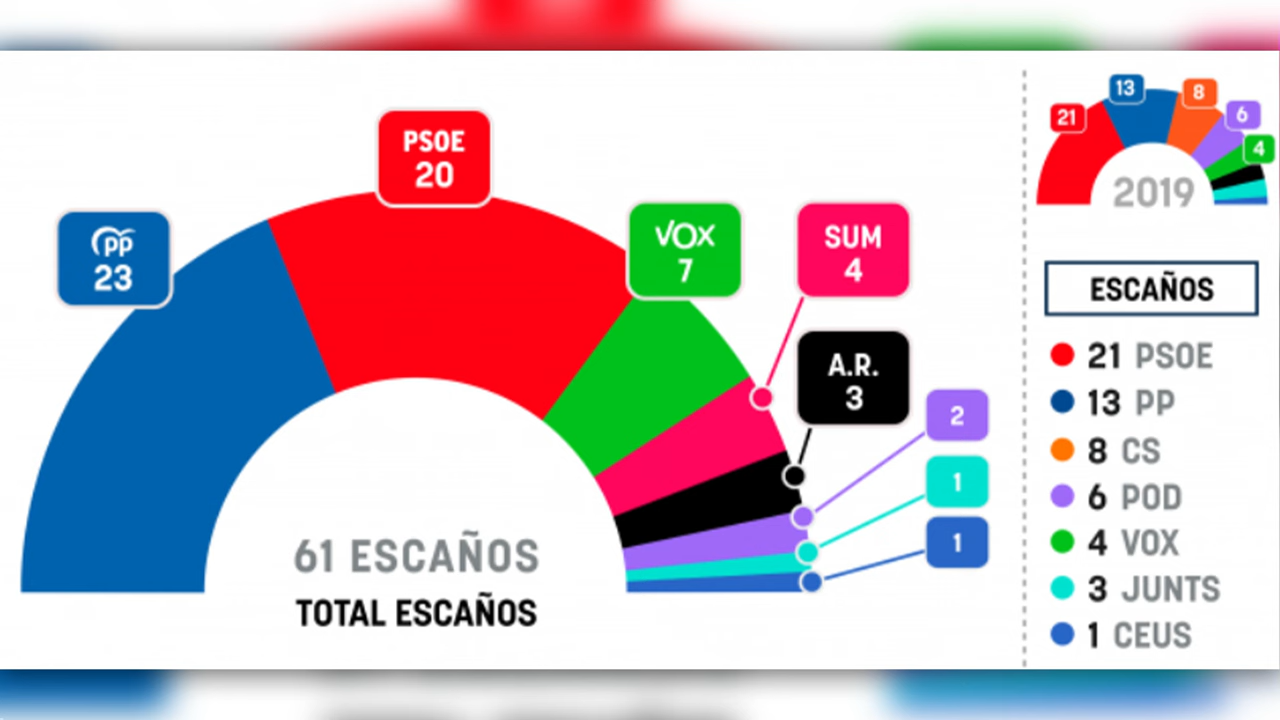 PP
23
PSOE
20
VOX
7
SUM
4
A.R.
3
2
1
1
61 ESCAÑOS
TOTAL ESCAÑOS
21
13
8
6
4
2019
ESCAÑOS
21 PSOE
13 PP
8 CS
6 POD
4 VOX
3 JUNTS
1 CEUS